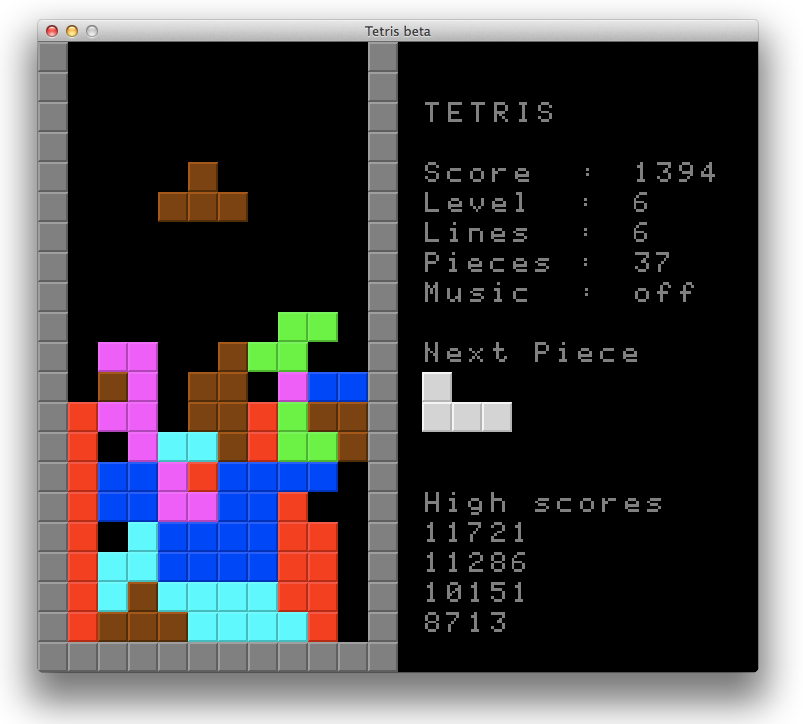 Tetris beta
TETRIS
Score : 1394
Level : 6
Lines : 6
Pieces : 37
Music : off
Next Piece
High scores
11721
11286
10151
8713